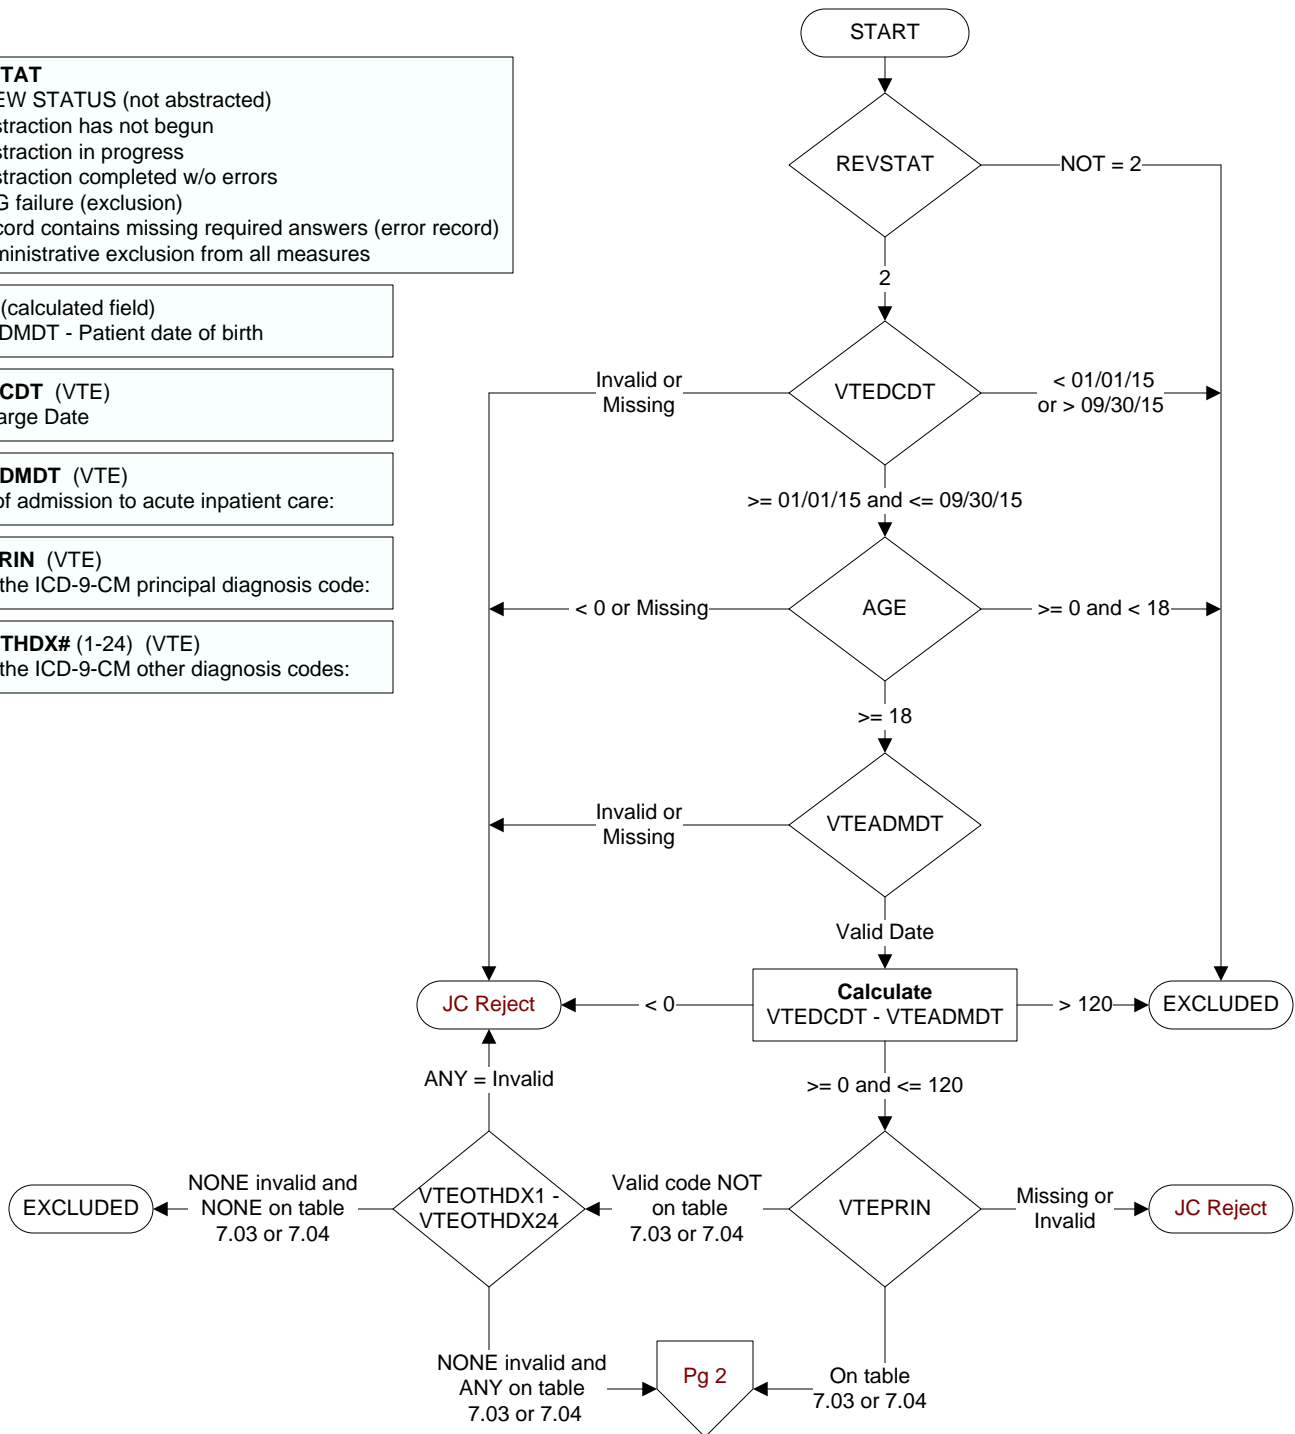 START
TAT
EW STATUS (not abstracted)
straction has not begun
straction in progress
straction completed w/o errors
G failure (exclusion)
cord contains missing required answers (error record)
ministrative exclusion from all measures
(calculated field)
DMDT - Patient date of birth
CDT (VTE)
arge Date
DMDT (VTE)
of admission to acute inpatient care:
RIN (VTE)
the ICD-9-CM principal diagnosis code:
THDX# (1-24) (VTE)
the ICD-9-CM other diagnosis codes:
REVSTAT
NOT = 2
2
Invalid or
Missing
VTEDCDT
< 01/01/15
or > 09/30/15
>= 01/01/15 and <= 09/30/15
< 0 or Missing
AGE
>= 0 and < 18
>= 18
Invalid or
Missing
VTEADMDT
Valid Date
JC Reject
< 0
Calculate
VTEDCDT - VTEADMDT
> 120
EXCLUDED
ANY = Invalid
>= 0 and <= 120
EXCLUDED
NONE invalid and
NONE on table
7.03 or 7.04
VTEOTHDX1 -
VTEOTHDX24
Valid code NOT
on table
7.03 or 7.04
VTEPRIN
Missing or
Invalid
JC Reject
NONE invalid and
ANY on table
7.03 or 7.04
Pg 2
On table
7.03 or 7.04